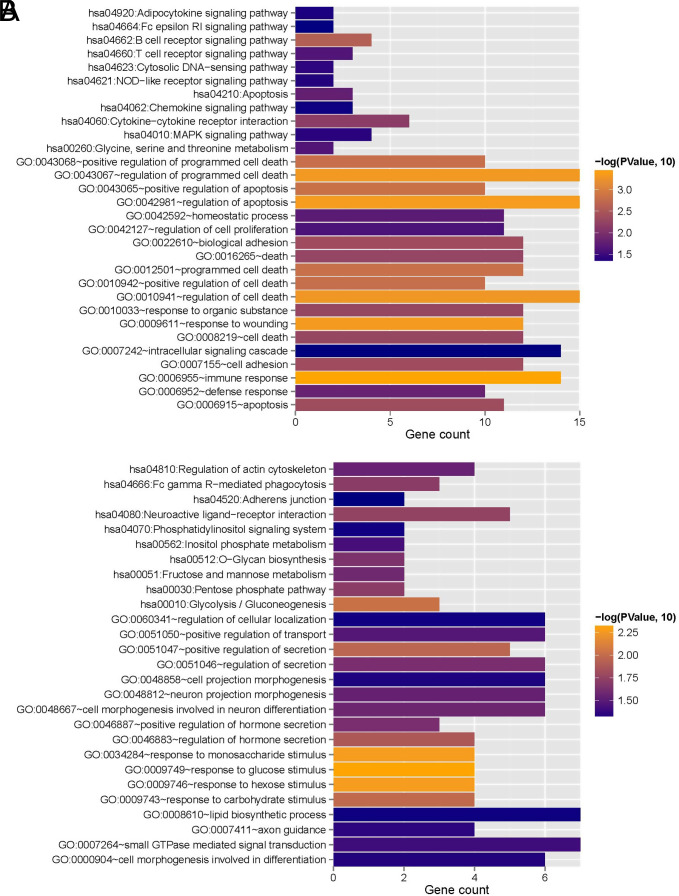 A
hsa04920:Adipocytokine signaling pathway
hsa04664:Fc epsilon RI signaling pathway
hsa04662:B cell receptor signaling pathway
hsa04660:T cell receptor signaling pathway
hsa04623:Cytosolic DNA-sensing pathway
hsa04621:NOD-like receptor signaling pathway
hsa04210:Apoptosis
hsa04062:Chemokine signaling pathway
hsa04060:Cytokine-cytokine receptor interaction
hsa04010:MAPK signaling pathway
hsa00260:Glycine, serine and threonine metabolism
GO:0043068~positive regulation of programmed cell death
GO:0043067~regulation of programmed cell death
GO:0043065~positive regulation of apoptosis
GO:0042981~regulation of apoptosis
GO:0042592~homeostatic process
GO:0042127~regulation of cell proliferation
GO:0022610~biological adhesion
GO:0016265~death
GO:0012501~programmed cell death
GO:0010942~positive regulation of cell death
GO:0010941~regulation of cell death
GO:0010033~response to organic substance
GO:0009611~response to wounding
GO:0008219~cell death
GO:0007242~intracellular signaling cascade
GO:0007155~cell adhesion
GO:0006955~immune response
GO:0006952~defense response
GO:0006915~apoptosis
0 5 10 15
Gene count
−log(PValue, 10)
3.0
2.5
2.0
1.5
hsa04810:Regulation of actin cytoskeleton
hsa04666:Fc gamma R-mediated phagocytosis
hsa04520:Adherens junction
hsa04080:Neuroactive ligand-receptor interaction
hsa04070:Phosphatidylinositol signaling system
hsa00562:Inositol phosphate metabolism
hsa00512:O-Glycan biosynthesis
hsa00051:Fructose and mannose metabolism
hsa00030:Pentose phosphate pathway
hsa00010:Glycolysis / Gluconeogenesis
GO:0060341~regulation of cellular localization
GO:0051050~positive regulation of transport
GO:0051047~positive regulation of secretion
GO:0051046~regulation of secretion
GO:0048858~cell projection morphogenesis
GO:0048812~neuron projection morphogenesis
GO:0048667~cell morphogenesis involved in neuron differentiation
GO:0046887~positive regulation of hormone secretion
GO:0046883~regulation of hormone secretion
GO:0034284~response to monosaccharide stimulus
GO:0009749~response to glucose stimulus
GO:0009746~response to hexose stimulus
GO:0009743~response to carbohydrate stimulus
GO:0008610~lipid biosynthetic process
GO:0007411~axon guidance
GO:0007264~small GTPase mediated signal transduction
GO:0000904~cell morphogenesis involved in differentiation
0 2 4 6
Gene count
−log(PValue, 10)
2.25
2.00
1.75
1.50